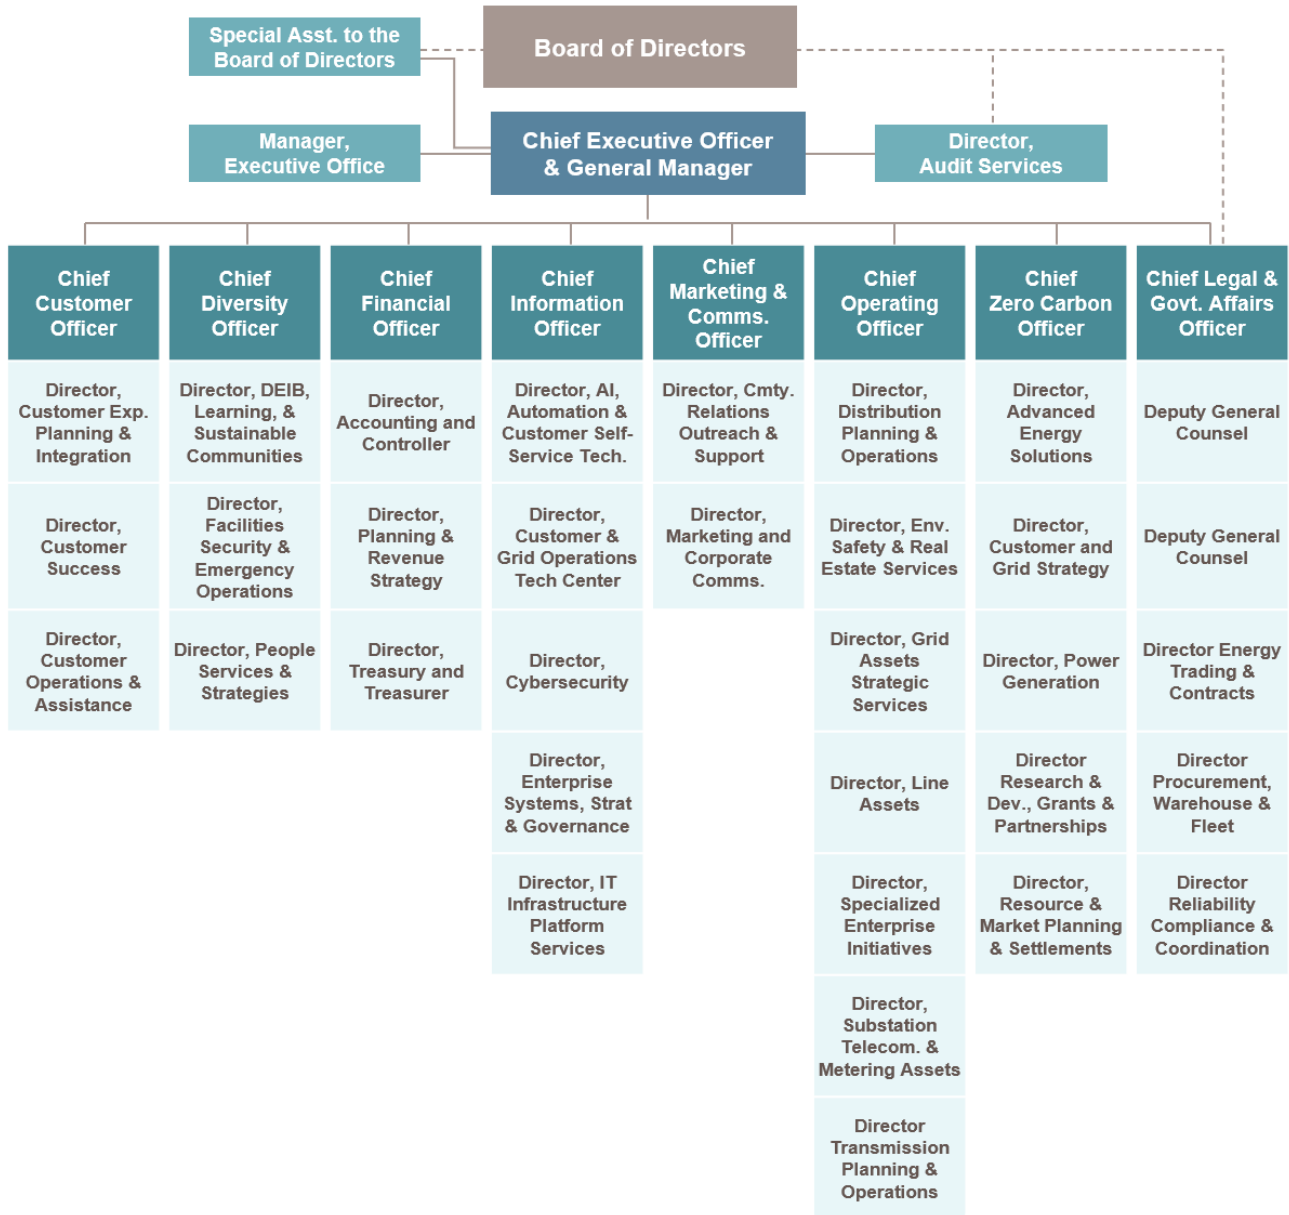 Special Asst. to the
Board of Directors
Board of Directors
Manager,
Executive Office
Chief Executive Officer
& General Manager
Director,
Audit Services
Chief
Customer
Officer
Chief
Diversity
Officer
Chief
Financial
Officer
Chief
Information
Officer
Chief
Marketing &
Comms.
Officer
Chief
Operating
Officer
Chief
Zero Carbon
Officer
Chief Legal &
Govt. Affairs
Officer
Director,
Customer Exp.
Planning &
Integration
Director, DEIB,
Learning, &
Sustainable
Communities
Director,
Accounting and
Controller
Director, AI,
Automation &
Customer Self-
Service Tech.
Director, Cmty.
Relations
Outreach &
Support
Director,
Distribution
Planning &
Operations
Director,
Advanced
Energy
Solutions
Deputy General
Counsel
Director,
Customer
Success
Director,
Facilities
Security &
Emergency
Operations
Director,
Planning &
Revenue
Strategy
Director,
Customer &
Grid Operations
Tech Center
Director,
Marketing and
Corporate
Comms.
Director, Env.
Safety & Real
Estate Services
Director,
Customer and
Grid Strategy
Deputy General
Counsel
Director,
Customer
Operations &
Assistance
Director, People
Services &
Strategies
Director,
Treasury and
Treasurer
Director,
Cybersecurity
Director, Grid
Assets
Strategic
Services
Director, Power
Generation
Director Energy
Trading &
Contracts
Director,
Enterprise
Systems, Strat
& Governance
Director, Line
Assets
Director
Research &
Dev., Grants &
Partnerships
Director
Procurement,
Warehouse &
Fleet
Director, IT
Infrastructure
Platform
Services
Director,
Specialized
Enterprise
Initiatives
Director,
Resource &
Market Planning
& Settlements
Director
Reliability
Compliance &
Coordination
Director,
Substation
Telecom. &
Metering Assets
Director
Transmission
Planning &
Operations